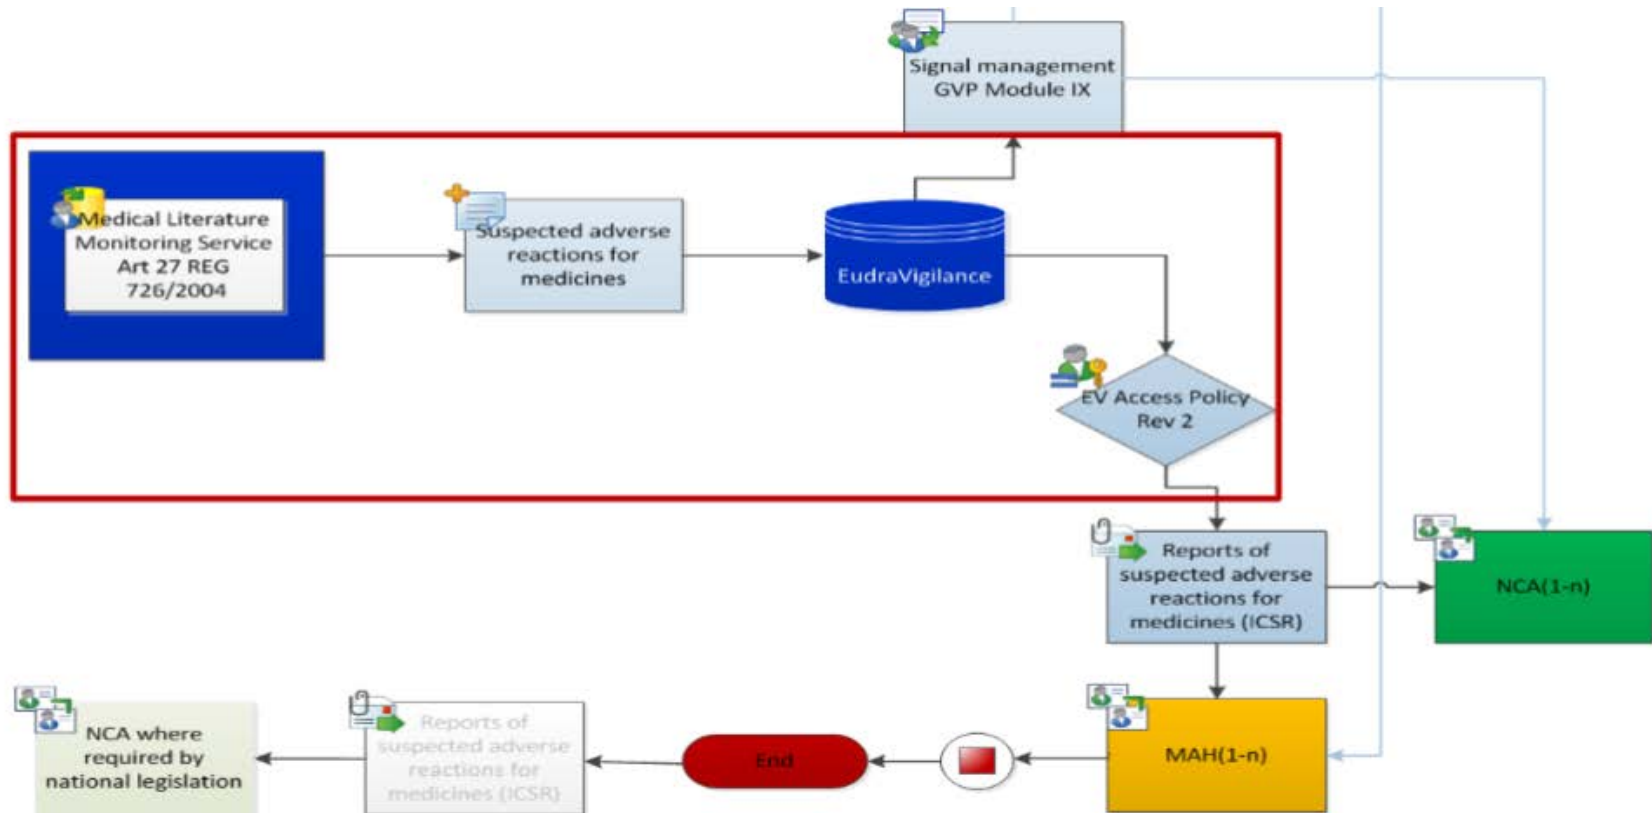 Signal management
GVP Module IX
Medical Literature
Monitoring Service
Art 27 REG
726/2004
Suspected adverse
reactions for
medicines
EudraVigilance
EV Access Policy
Rev 2
Reports of
suspected adverse
reactions for
medicines (ICSR)
NCA(1-n)
NCA where
required by
national legislation
Reports of
suspected adverse
reactions for
medicines (ICSR)
End
MAH(1-n)